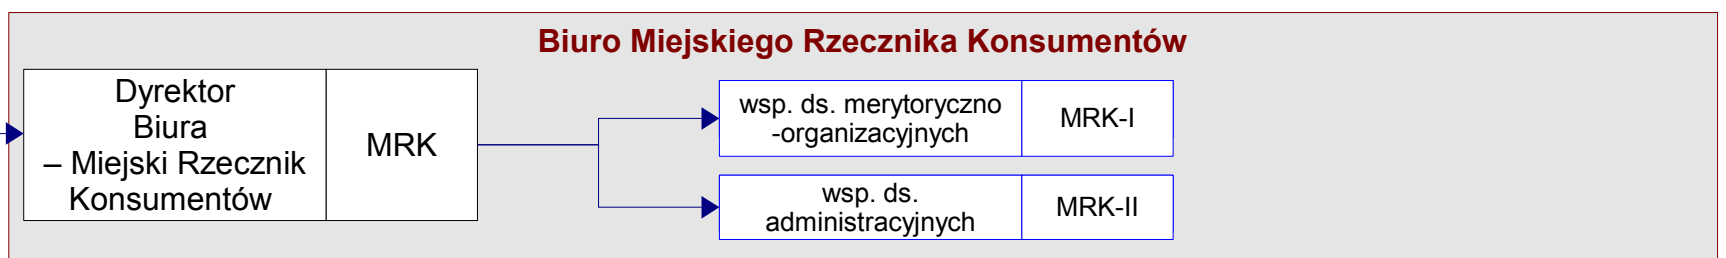 Biuro Miejskiego Rzecznika Konsumentów
Dyrektor
Biura
– Miejski Rzecznik
Konsumentów
MRK
wsp. ds. merytoryczno
-organizacyjnych
MRK-I
wsp. ds.
administracyjnych
MRK-II